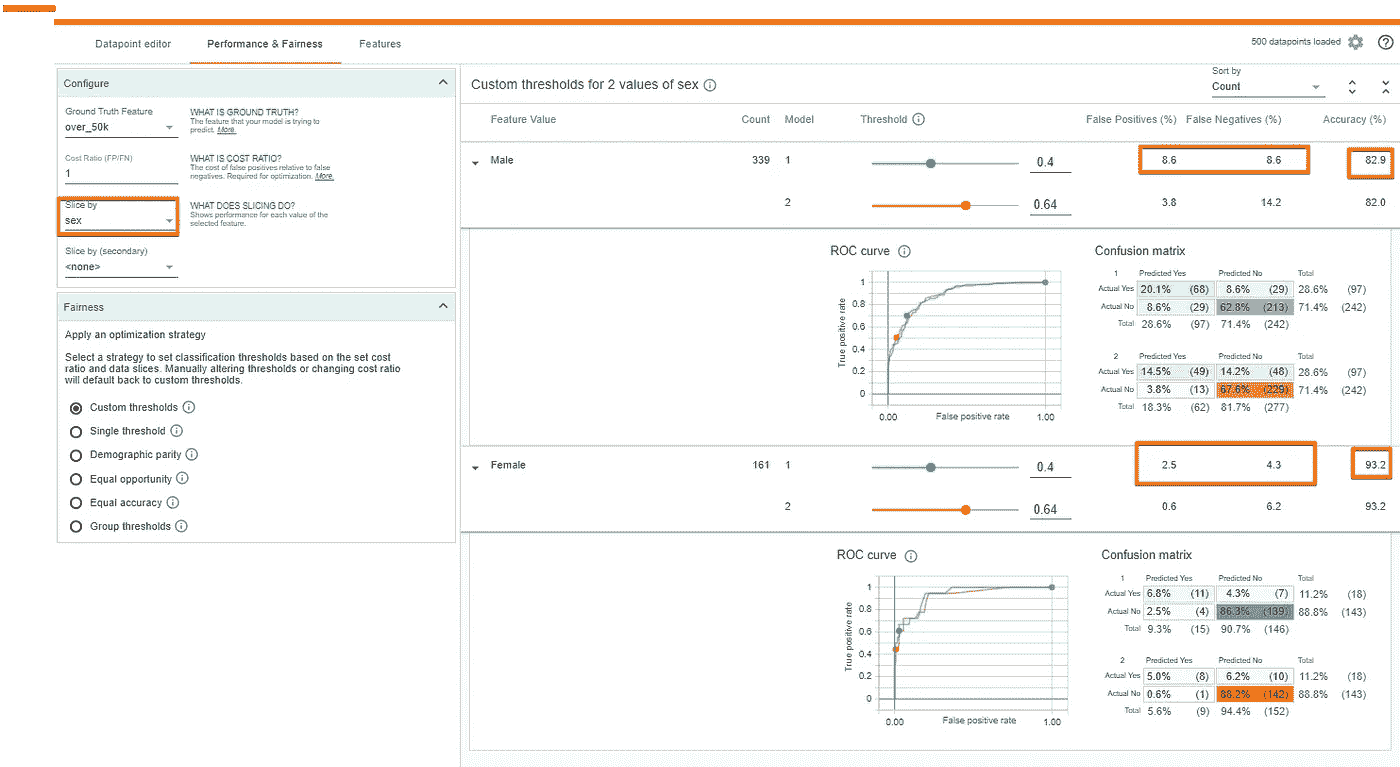 Datapoint editor Performance & Fairness Features 500 datapoints loaded
Configure
Ground Truth Feature
over_50k
WHAT IS GROUND TRUTH?
The feature that your model is trying to
predict. More.
Cost Ratio (FP/FN)
1
WHAT IS COST RATIO?
The cost of false positives relative to false
negatives. Required for optimization. More.
Slice by
sex
WHAT DOES SLICING DO?
Shows performance for each value of the
selected feature.
Slice by (secondary)
<none>
Fairness
Apply an optimization strategy
Select a strategy to set classification thresholds based on the set cost
ratio and data slices. Manually altering thresholds or changing cost ratio
will default back to custom thresholds.
Custom thresholds
Single threshold
Demographic parity
Equal opportunity
Equal accuracy
Group thresholds
Custom thresholds for 2 values of sex
Sort by
Count
Feature Value Count Model Threshold False Positives (%) False Negatives (%) Accuracy (%)
Male 339 1 0.4 8.6 8.6 82.9
2 0.64 3.8 14.2 82.0
ROC curve
True positive rate
1
0.8
0.6
0.4
0.2
0
0.00 False positive rate 1.00
Confusion matrix
1 Predicted Yes Predicted No Total
Actual Yes 20.1% (68) 8.6% (29) 28.6% (97)
Actual No 8.6% (29) 62.8% (213) 71.4% (242)
Total 28.6% (97) 71.4% (242)
2 Predicted Yes Predicted No Total
Actual Yes 14.5% (49) 14.2% (48) 28.6% (97)
Actual No 3.8% (13) 67.6% (229) 71.4% (242)
Total 18.3% (62) 81.7% (277)
Female 161 1 0.4 2.5 4.3 93.2
2 0.64 0.6 6.2 93.2
ROC curve
True positive rate
1
0.8
0.6
0.4
0.2
0
0.00 False positive rate 1.00
Confusion matrix
1 Predicted Yes Predicted No Total
Actual Yes 6.8% (11) 4.3% (7) 11.2% (18)
Actual No 2.5% (4) 86.3% (139) 88.8% (143)
Total 9.3% (15) 90.7% (146)
2 Predicted Yes Predicted No Total
Actual Yes 5.0% (8) 6.2% (10) 11.2% (18)
Actual No 0.6% (1) 88.2% (142) 88.8% (143)
Total 5.6% (9) 94.4% (152)